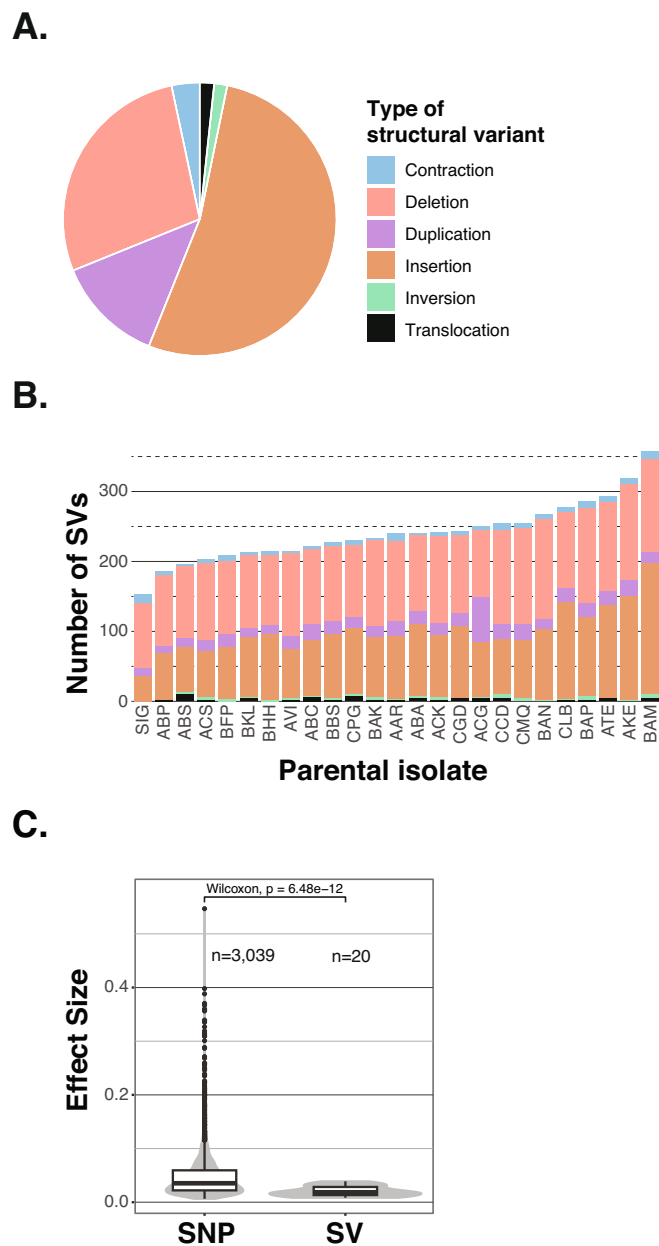 A.
Type of
structural variant
Contraction
Deletion
Duplication
Insertion
Inversion
Translocation
B.
Number of SVs
300
200
100
0
SIG ABP ABS ACS BFP BKL BHH AVI ABC BBS CPG BAK AAR ABA ACK CGD ACG CCD CMQ BAN CLB BAP ATE AKE BAM
Parental isolate
C.
Wilcoxon, p = 6.48e−12
n=3,039 n=20
Effect Size
0.4
0.2
0.0
SNP SV